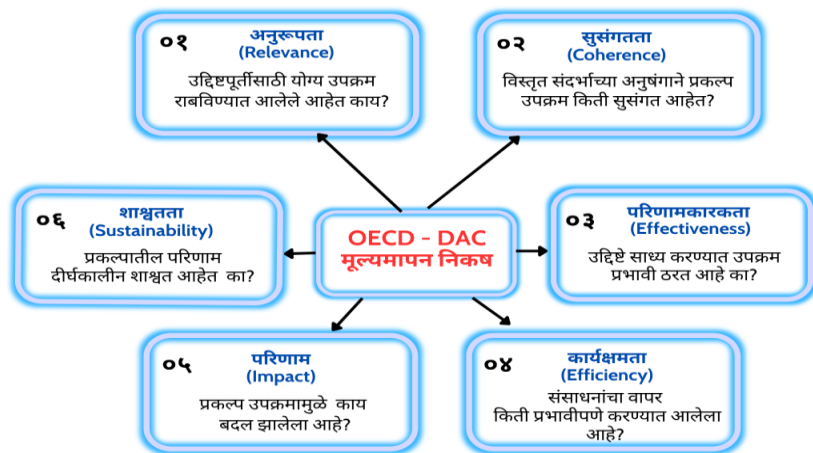 ०१
अनुरूपता
(Relevance)
उद्दिष्टपूर्तीसाठी योग्य उपक्रम
राबविण्यात आलेले आहेत काय?
०२
सुसंगतता
(Coherence)
विस्तृत संदर्भाच्या अनुषंगाने प्रकल्प
उपक्रम किती सुसंगत आहेत?
OECD - DAC
मूल्यमापन निकष
०३
परिणामकारकता
(Effectiveness)
उद्दिष्टे साध्य करण्यात उपक्रम
प्रभावी ठरत आहे का?
०४
कार्यक्षमता
(Efficiency)
संसाधनांचा वापर
किती प्रभावीपणे करण्यात आलेला
आहे?
०५
परिणाम
(Impact)
प्रकल्प उपक्रमामुळे काय
बदल झालेला आहे?
०६
शाश्वतता
(Sustainability)
प्रकल्पातील परिणाम
दीर्घकालीन शाश्वत आहेत का?